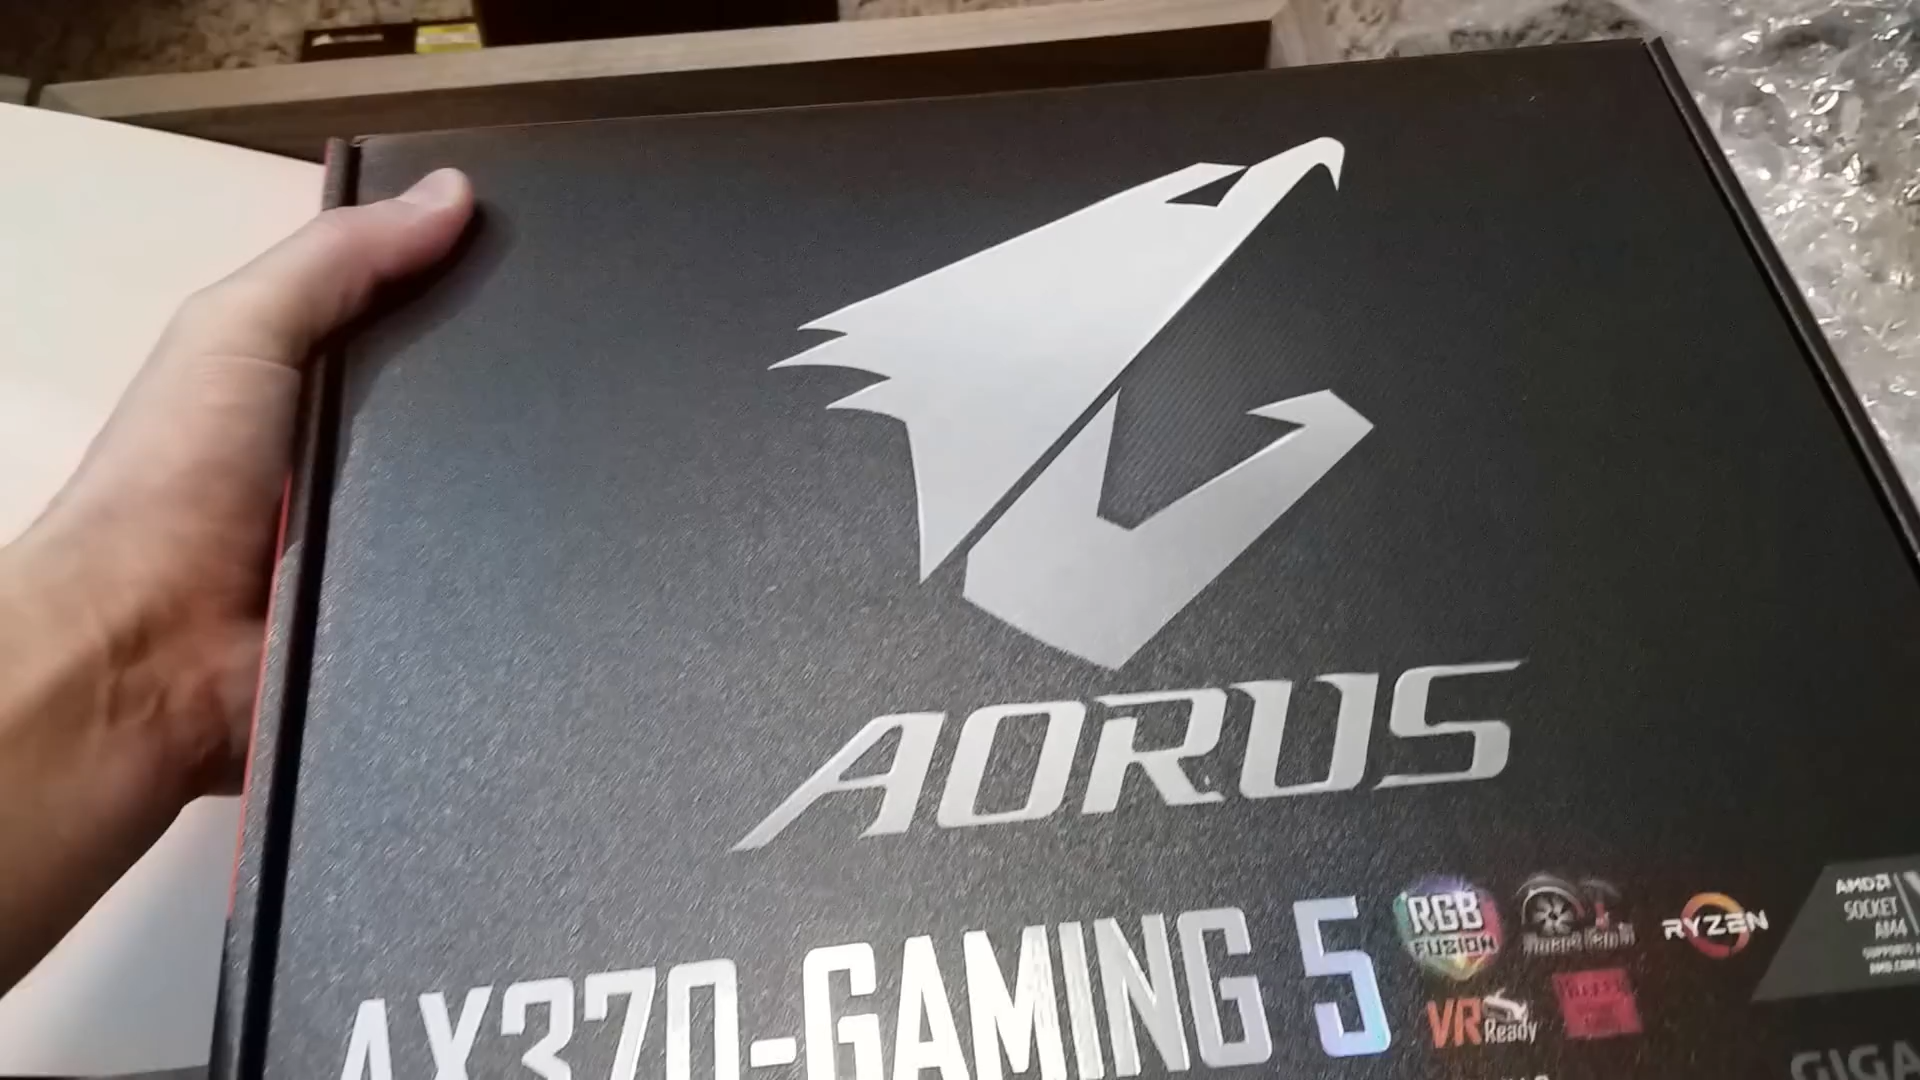 AORUS
AX370-GAMING 5
RGB
FUSION
RYZEN
AMD
SOCKET
AM4
VR Ready